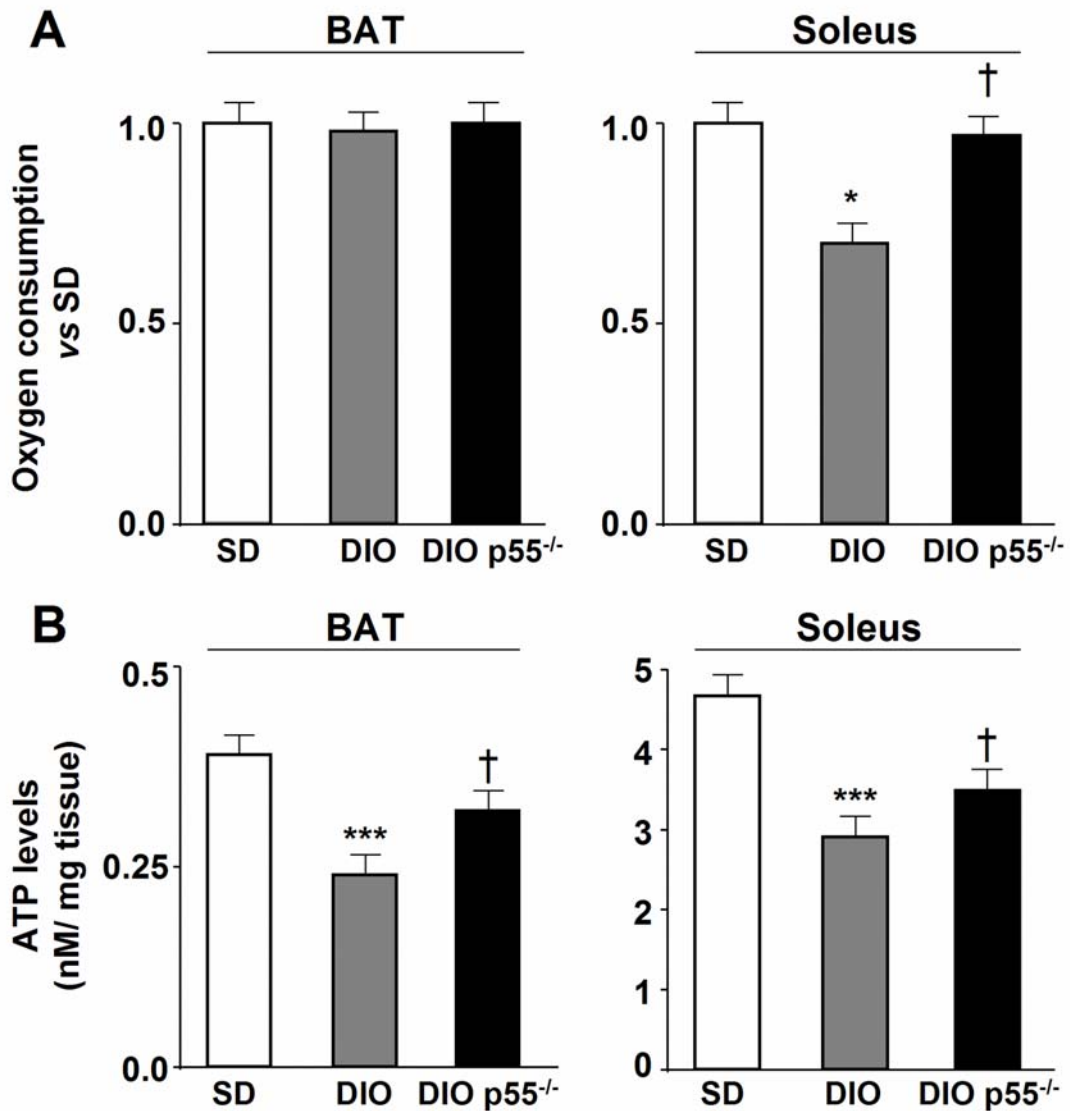 A
BAT
Soleus
Oxygen consumption
vs SD
1.0
0.5
0.0
SD
DIO
DIO p55-/-
1.0
*
†
0.5
0.0
SD
DIO
DIO p55-/-
B
BAT
Soleus
ATP levels
(nM/ mg tissue)
0.5
0.25
0.0
***
†
SD
DIO
DIO p55-/-
5
4
3
2
1
0
***
†
SD
DIO
DIO p55-/-